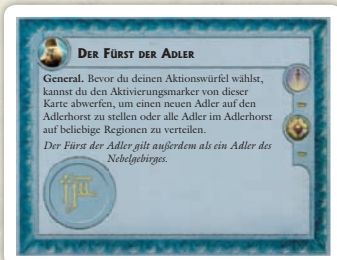 Der Fürst der Adler
General. Bevor du deinen Aktionswürfel wählst,
kannst du den Aktivierungsmarker von dieser
Karte abwerfen, um einen neuen Adler auf den
Adlerhorst zu stellen oder alle Adler im Adlerhorst
auf beliebige Regionen zu verteilen.
Der Fürst der Adler gilt außerdem als ein Adler des
Nebelgebirges.